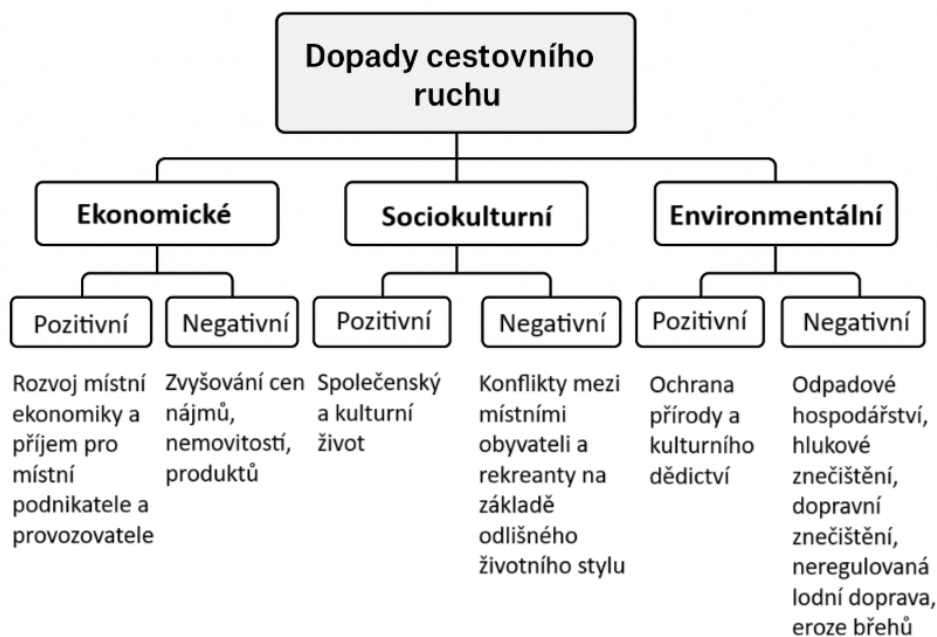 Dopady cestovního
ruchu
Ekonomické
Sociokulturní
Environmentální
Pozitivní
Negativní
Pozitivní
Negativní
Pozitivní
Negativní
Rozvoj místní
ekonomiky a
příjem pro
místní
podnikatele a
provozovatele
Zvyšování cen
nájmů,
nemovitostí,
produktů
Společenský
a kulturní
život
Konflikty mezi
místními
obyvateli a
rekreanty na
základě
odlišného
životního stylu
Ochrana
přírody a
kulturního
dědictví
Odpadové
hospodářství,
hlukové
znečištění,
dopravní
znečištění,
neregulovaná
lodní doprava,
eroze břehů